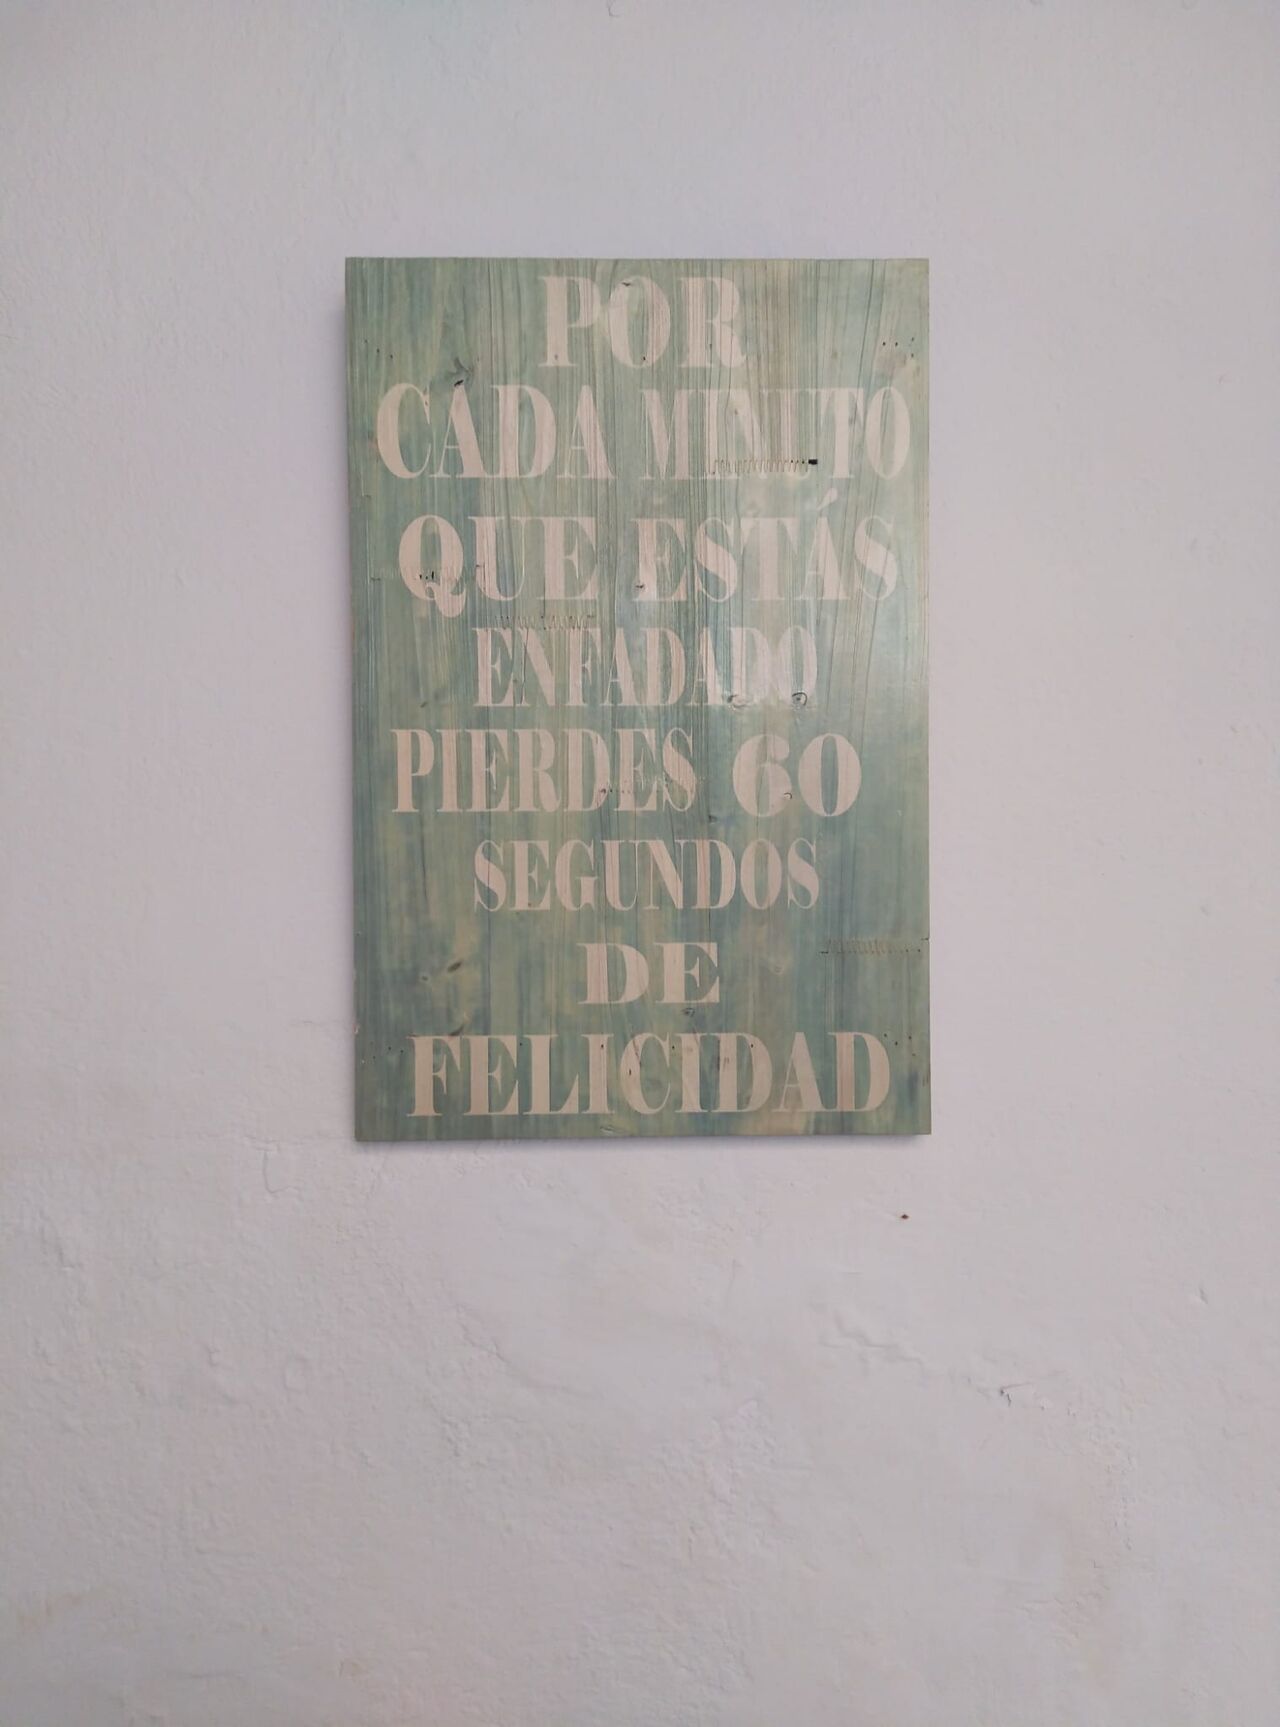 POR
CADA MINUTO
QUE ESTÁS
ENFADADO
PIERDES 60
SEGUNDOS
DE
FELICIDAD